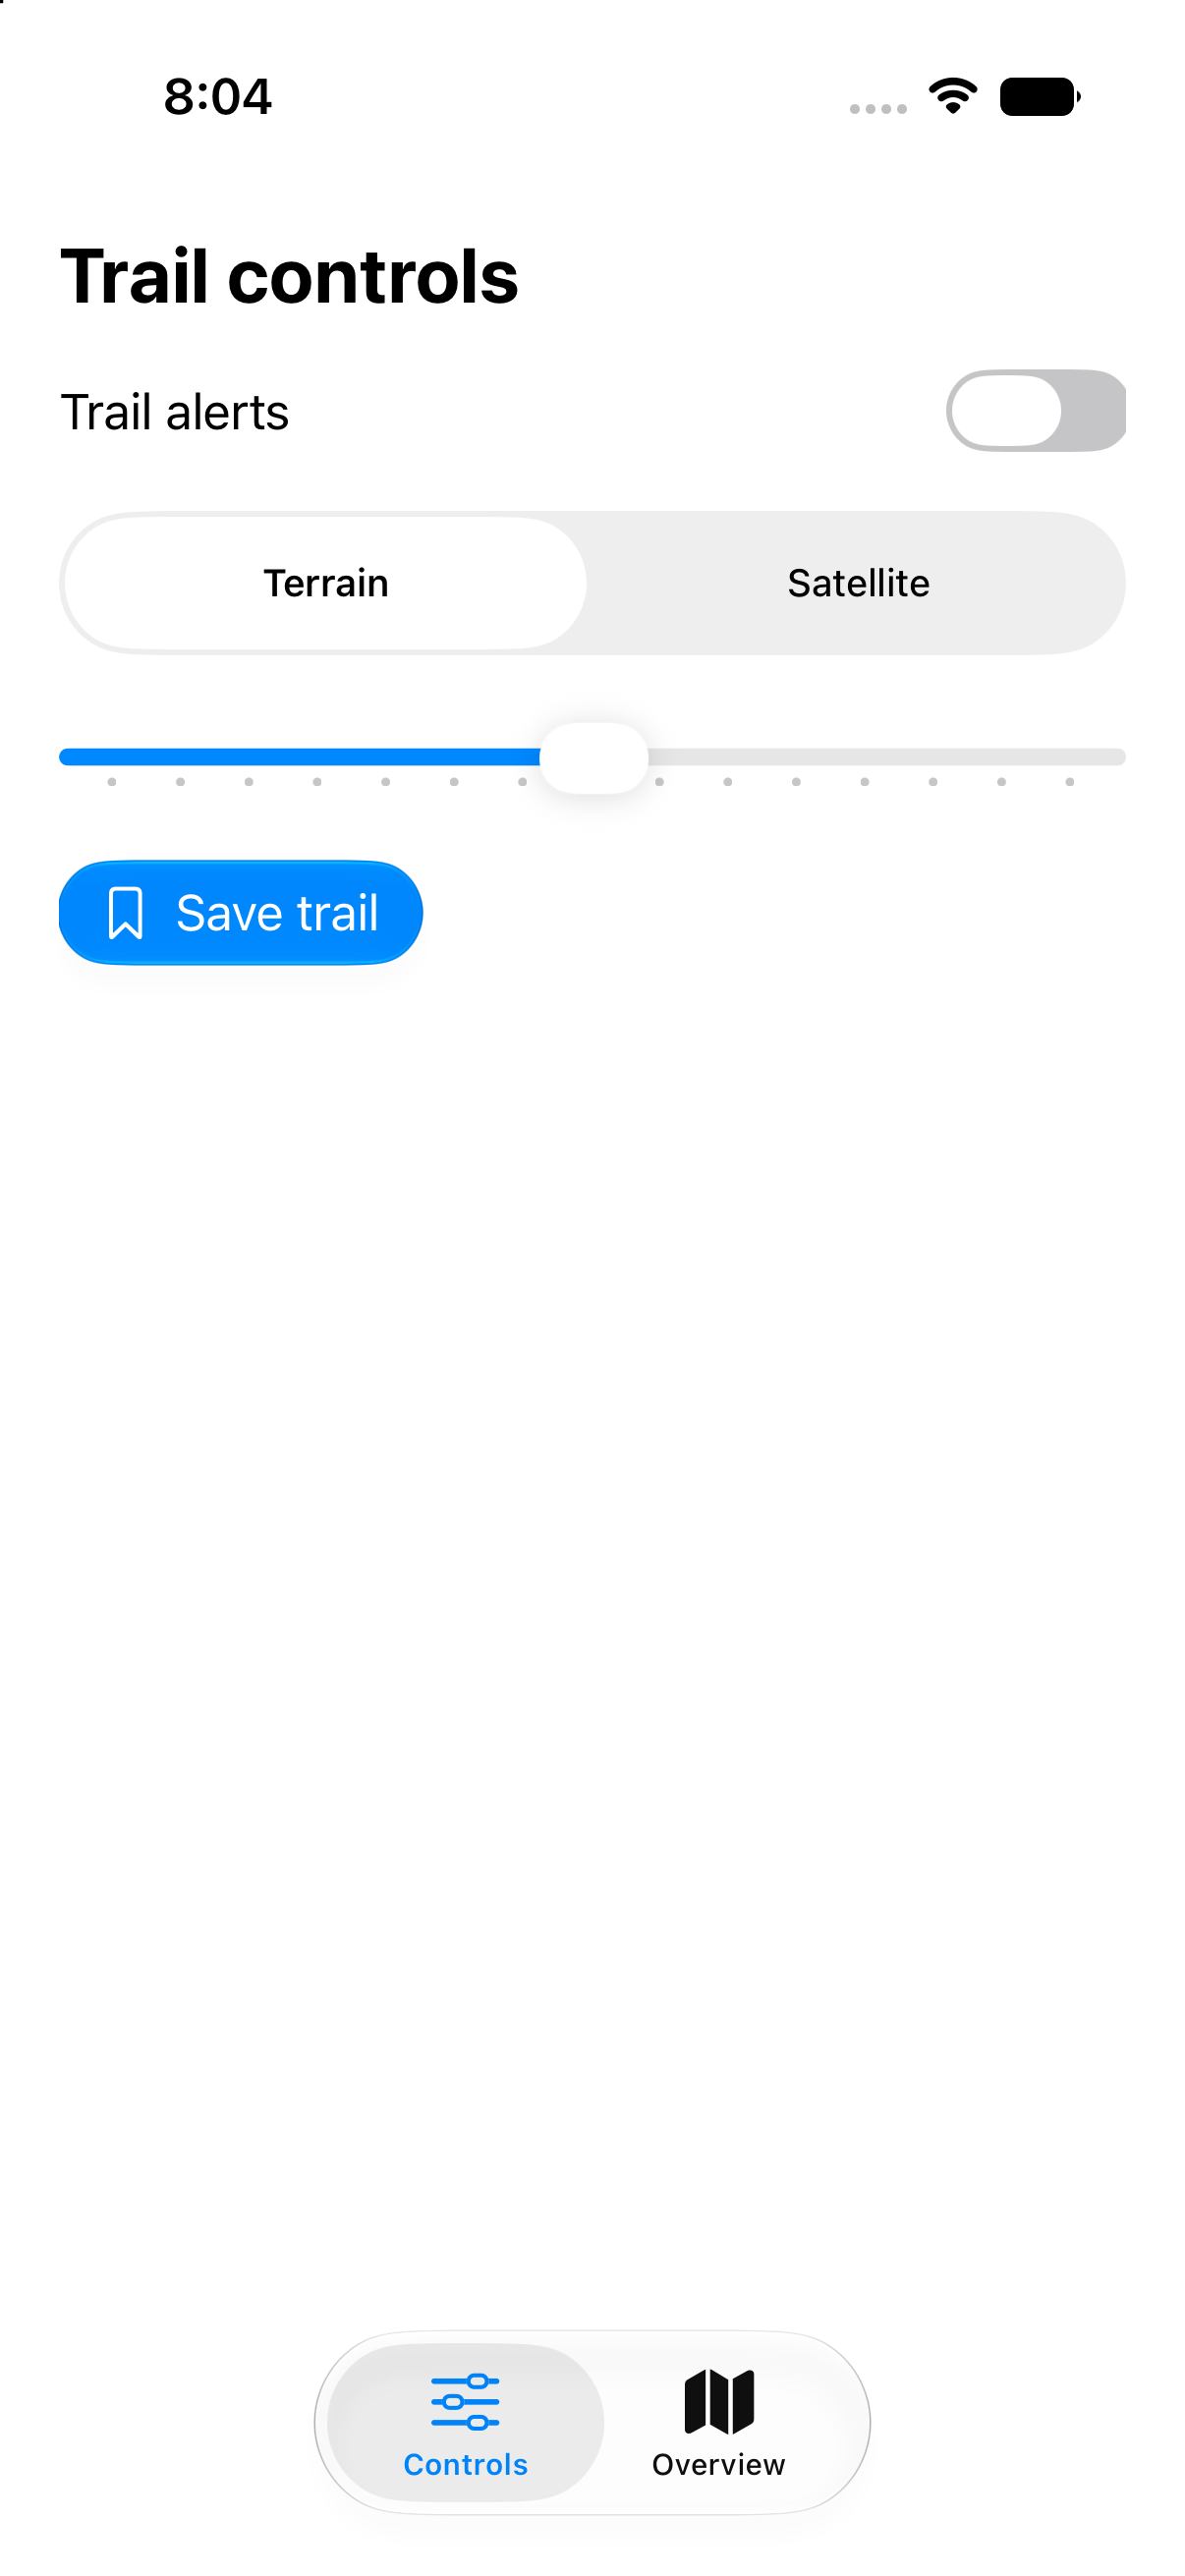 8:04
Trail controls
Trail alerts
Terrain
Satellite
Save trail
Controls
Overview